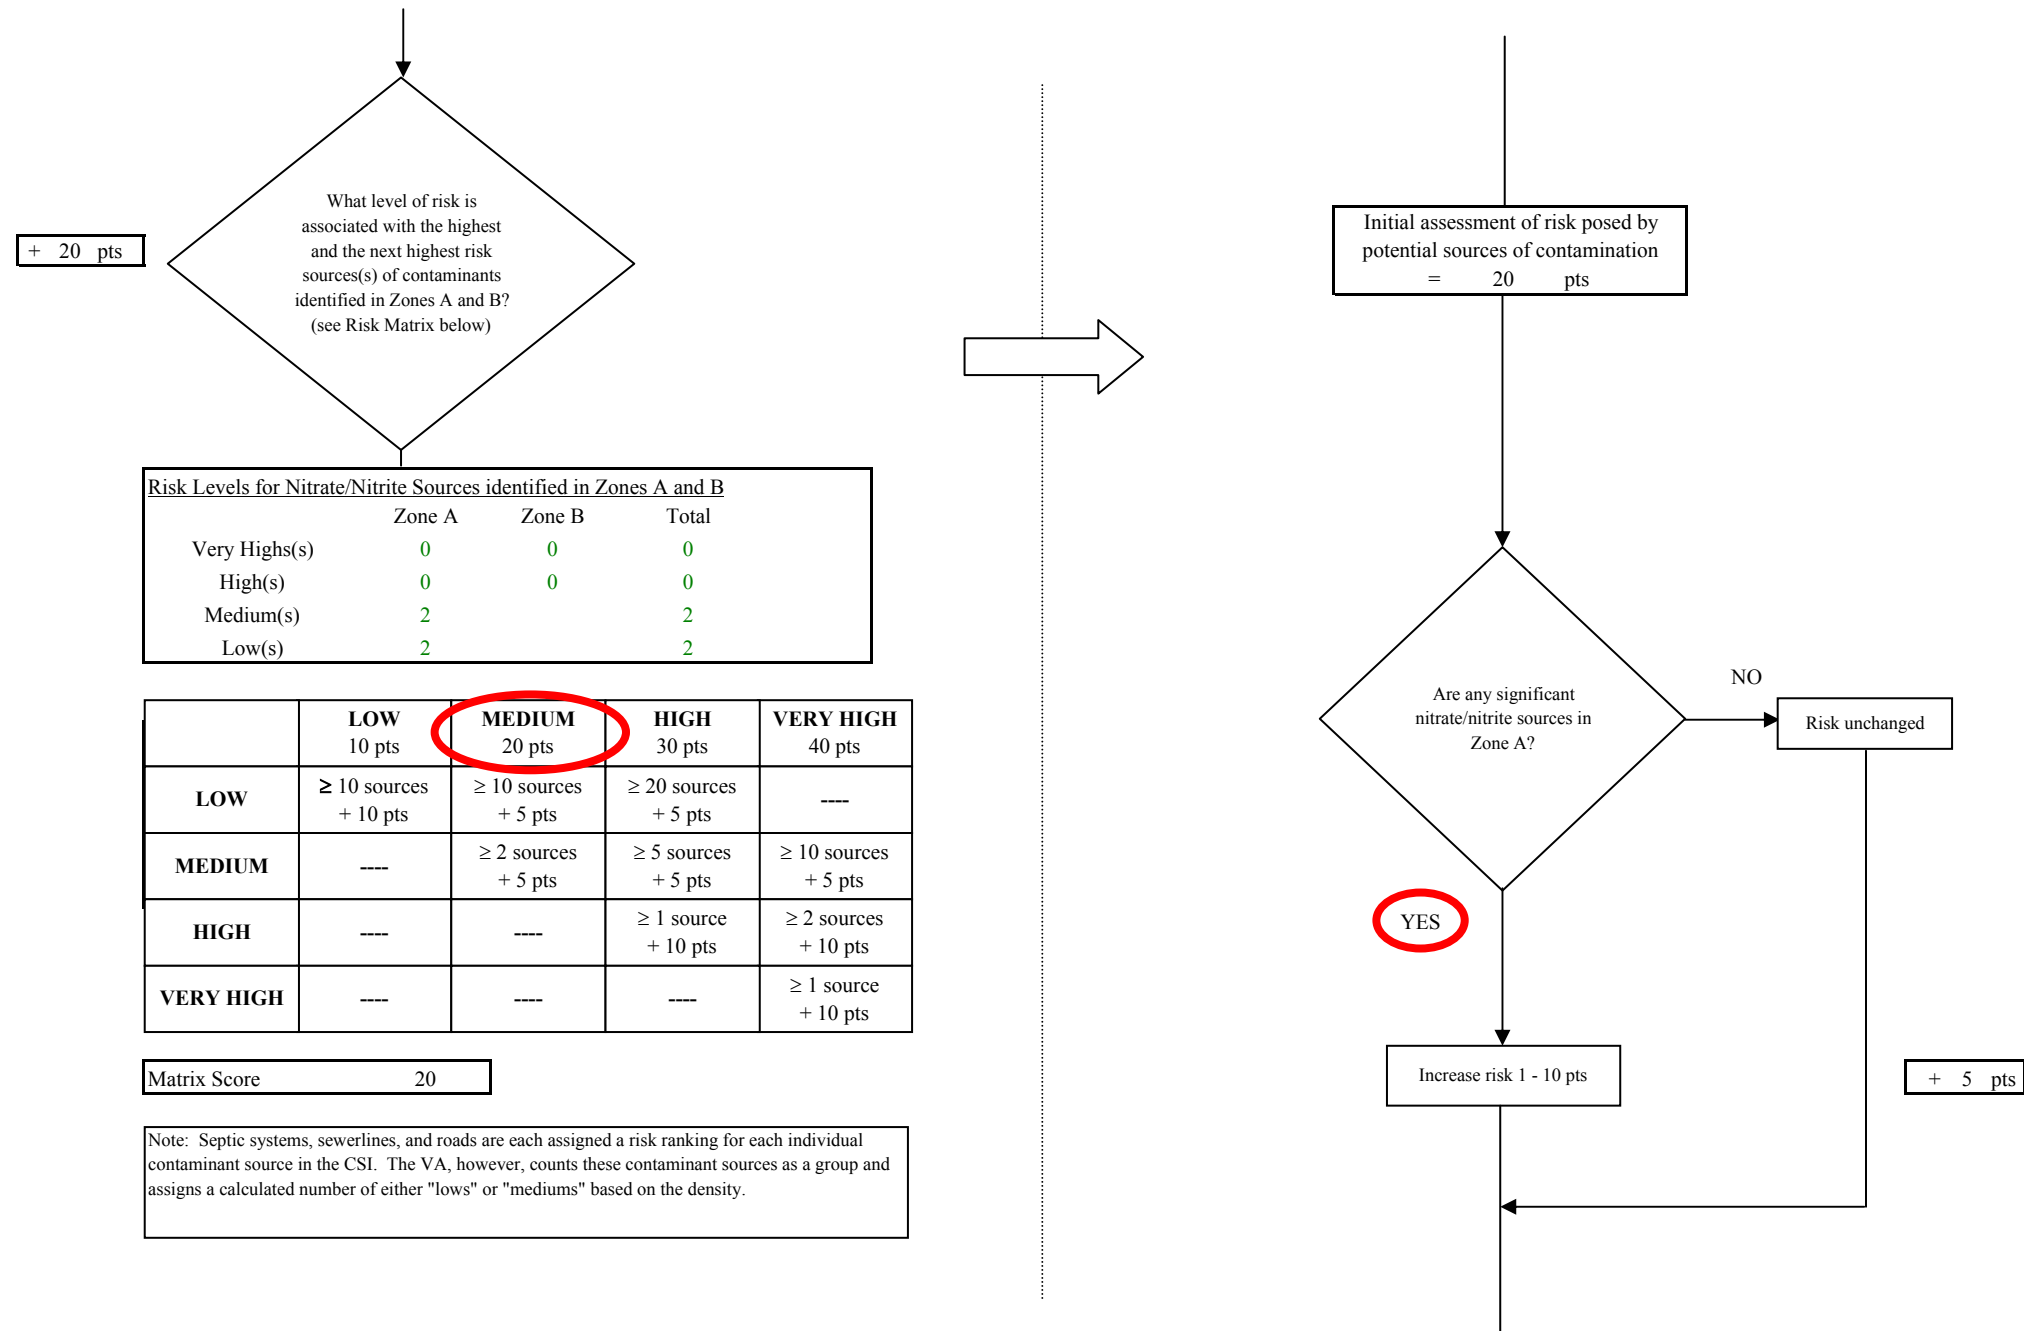 What level of risk is
associated with the highest
and the next highest risk
sources(s) of contaminants
identified in Zones A and B?
(see Risk Matrix below)
+ 20 pts
Risk Levels for Nitrate/Nitrite Sources identified in Zones A and B
Zone A Zone B Total
Very Highs(s) 0 0 0
High(s) 0 0 0
Medium(s) 2 2
Low(s) 2 2
LOW MEDIUM HIGH VERY HIGH
10 pts 20 pts 30 pts 40 pts
LOW ≥ 10 sources ≥ 10 sources ≥ 20 sources ----
+ 10 pts + 5 pts + 5 pts
MEDIUM ---- ≥ 2 sources ≥ 5 sources ≥ 10 sources
+ 5 pts + 5 pts + 5 pts
HIGH ---- ---- ≥ 1 source ≥ 2 sources
+ 10 pts + 10 pts
VERY HIGH ---- ---- ---- ≥ 1 source
+ 10 pts
Matrix Score 20
Note: Septic systems, sewerlines, and roads are each assigned a risk ranking for each individual
contaminant source in the CSI. The VA, however, counts these contaminant sources as a group and
assigns a calculated number of either "lows" or "mediums" based on the density.
Initial assessment of risk posed by
potential sources of contamination
= 20 pts
Are any significant
nitrate/nitrite sources in
Zone A?
NO
Risk unchanged
YES
Increase risk 1 - 10 pts
+ 5 pts